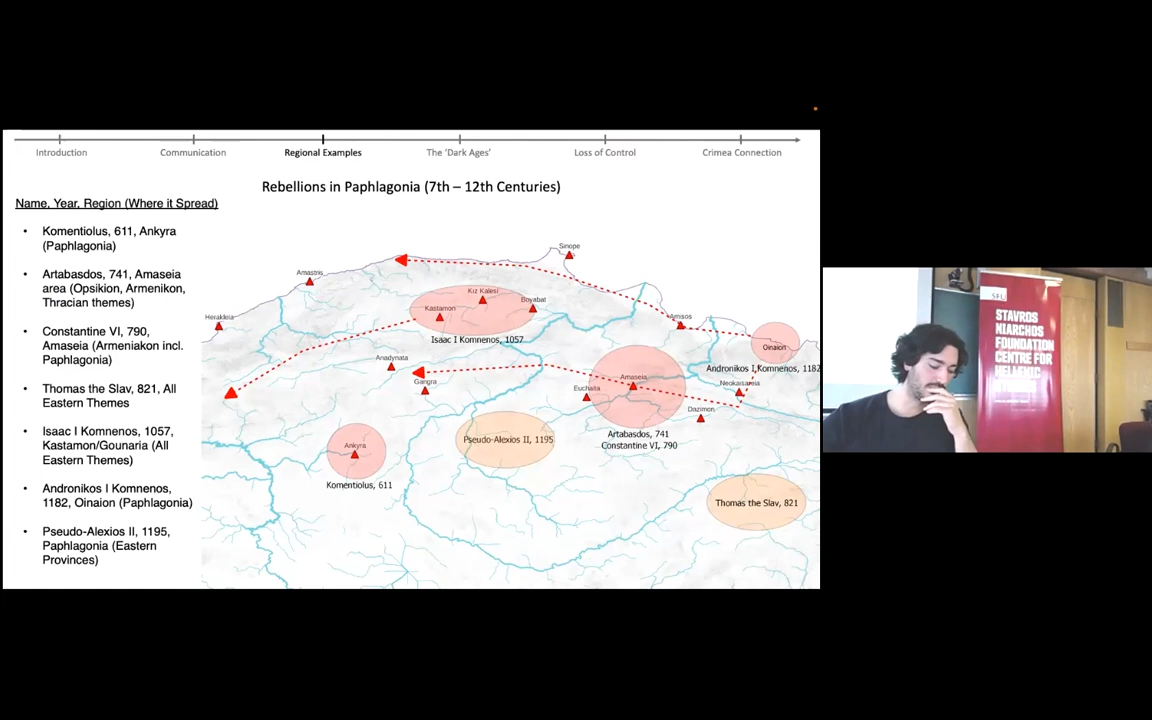 Introduction
Communication
Regional Examples
The 'Dark Ages'
Loss of Control
Crimea Connection
Rebellions in Paphlagonia (7th – 12th Centuries)
Name, Year, Region (Where it Spread)
• Komentiolus, 611, Ankyra
(Paphlagonia)
• Artabasdos, 741, Amaseia
area (Opsikion, Armenikon,
Thracian themes)
• Constantine VI, 790,
Amaseia (Armeniakon incl.
Paphlagonia)
• Thomas the Slav, 821, All
Eastern Themes
• Isaac I Komnenos, 1057,
Kastamon/Gounaria (All
Eastern Themes)
• Andronikos I Komnenos,
1182, Oinaion (Paphlagonia)
• Pseudo-Alexios II, 1195,
Paphlagonia (Eastern
Provinces)
Sinope
Amastris
Kız Kalesi
Boyabat
Kastamon
Herakleia
Amisos
Isaac I Komnenos, 1057
Oinaion
Anadynata
Andronikos I Komnenos, 1182
Gangra
Amaseia
Euchaita
Neokaisareia
Dazimon
Artabasdos, 741
Constantine VI, 790
Pseudo-Alexios II, 1195
Ankyra
Komentiolus, 611
Thomas the Slav, 821
SFU
STAVROS
NIARCHOS
FOUNDATION
CENTRE FOR
HELLENIC